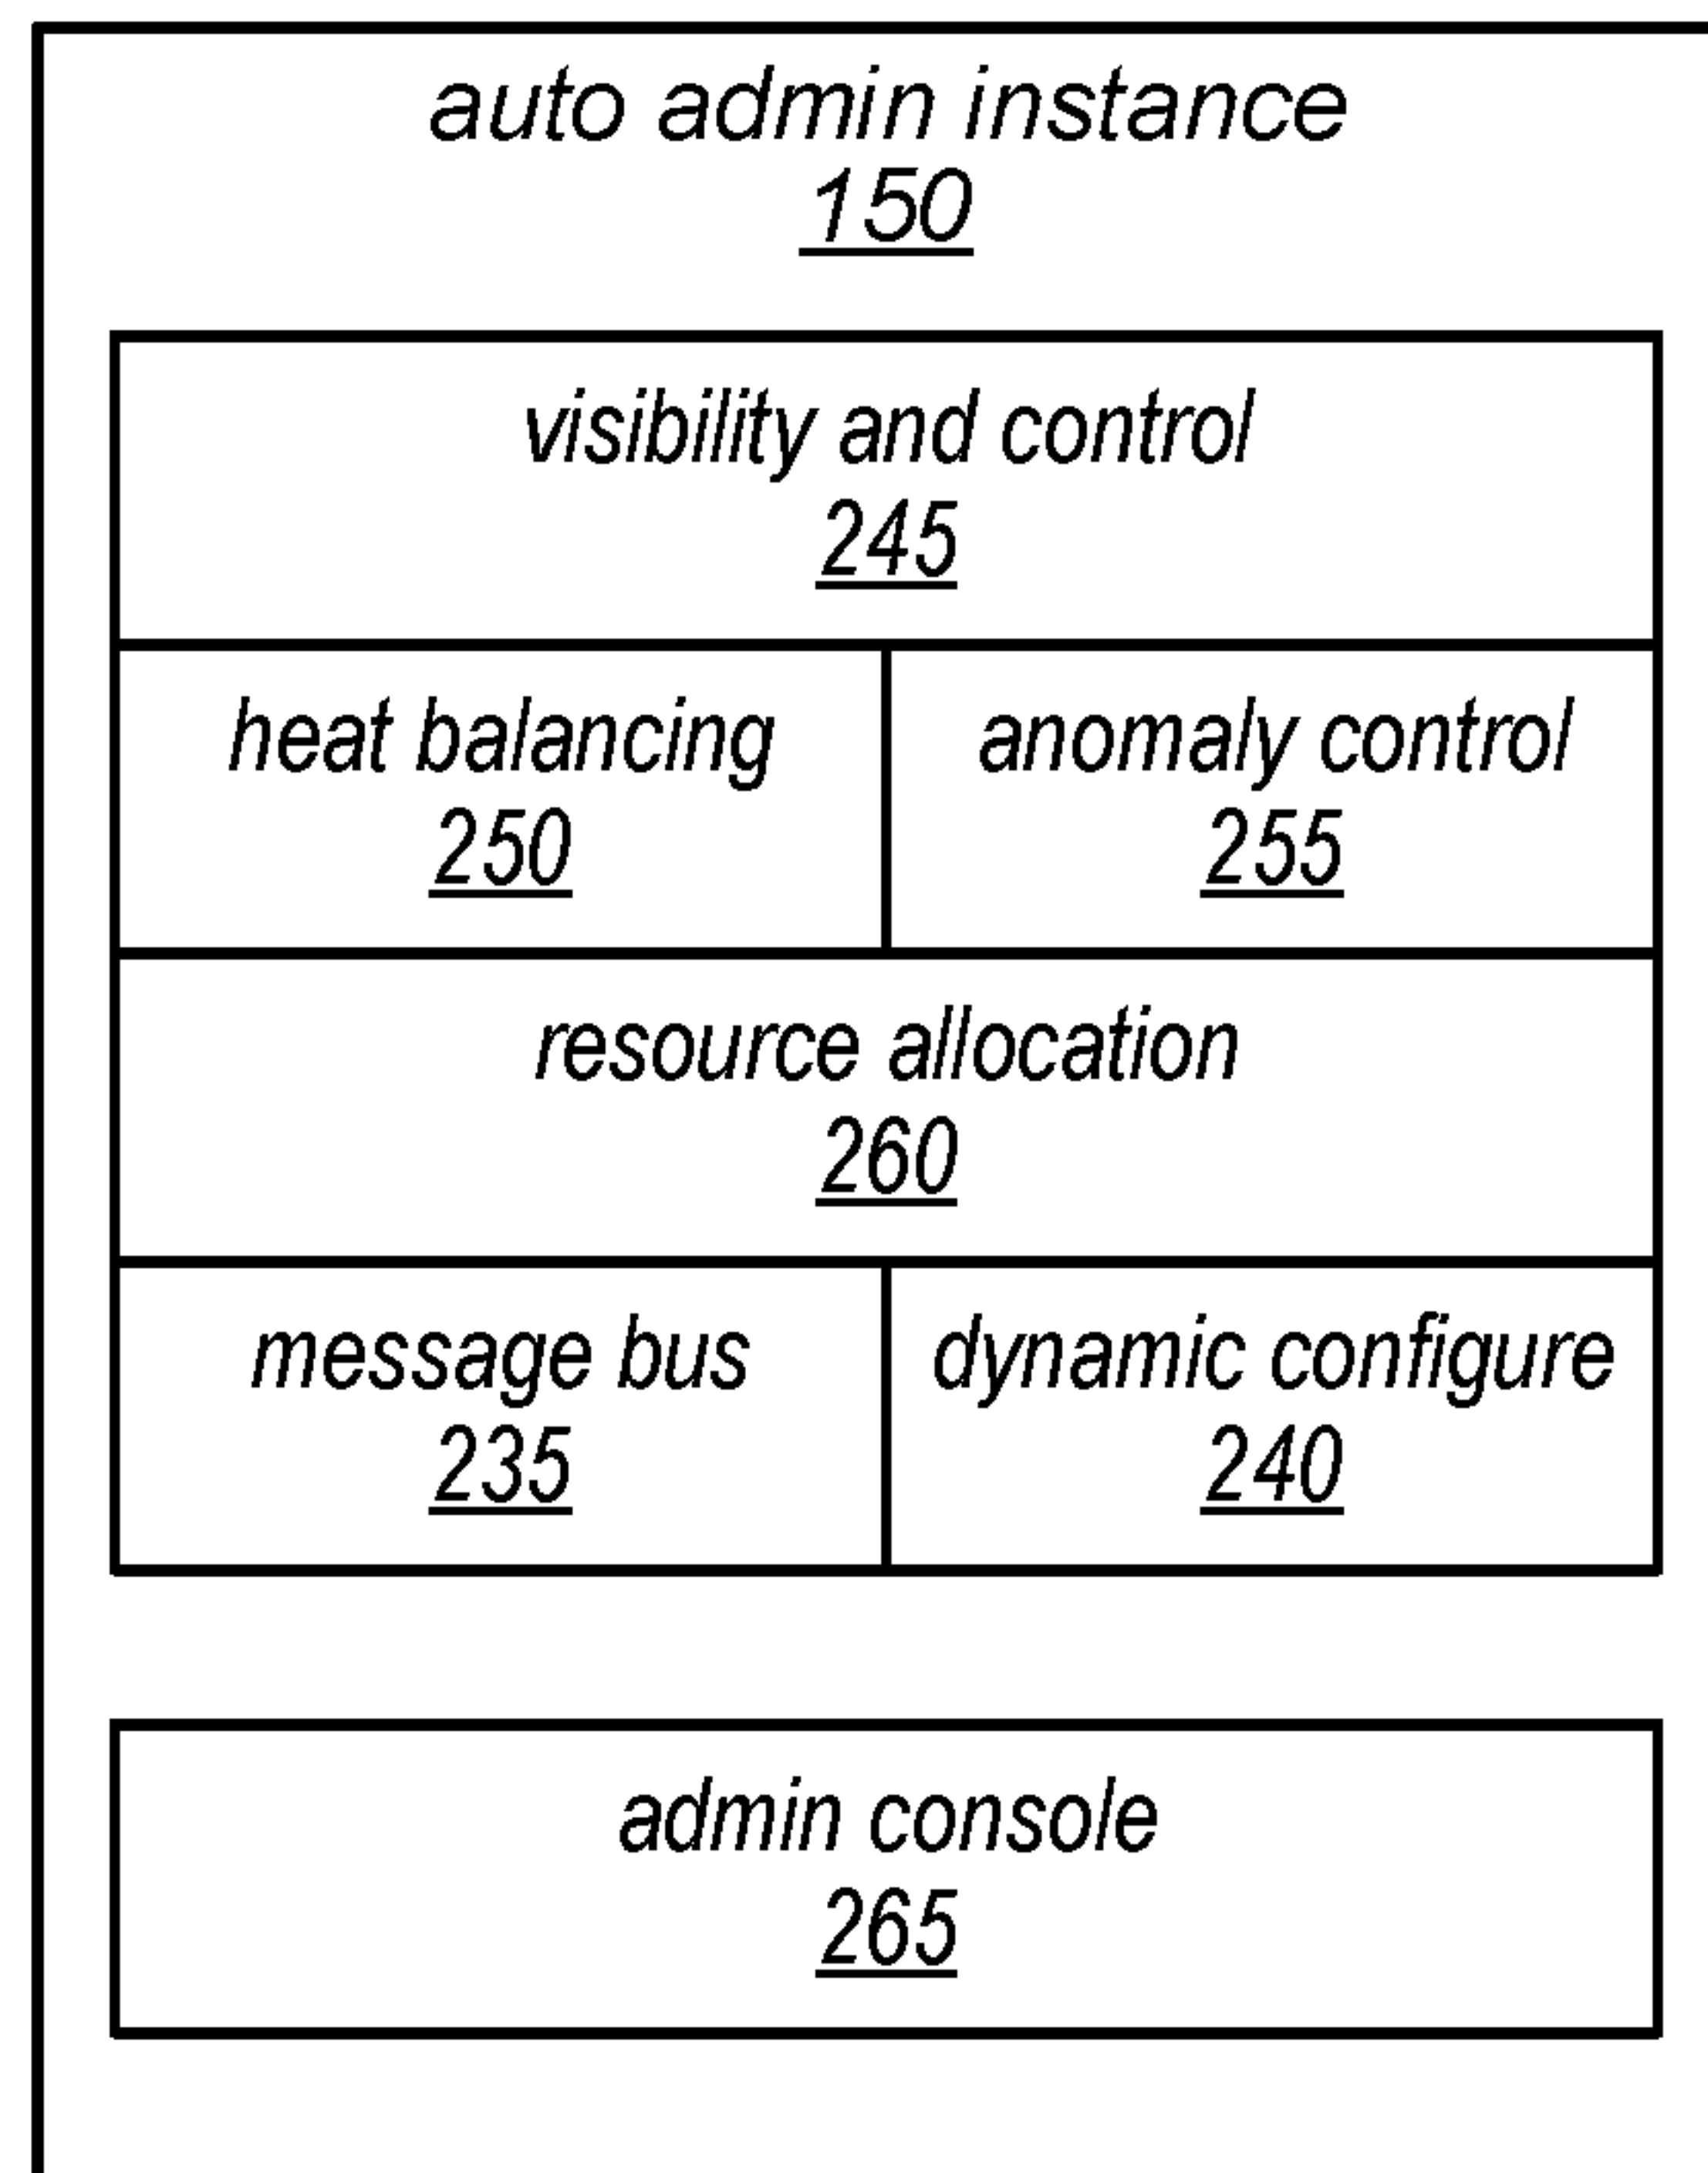 auto admin instance
150
visibility and control
245
heat balancing
250
anomaly control
255
resource allocation
260
message bus
235
dynamic configure
240
admin console
265